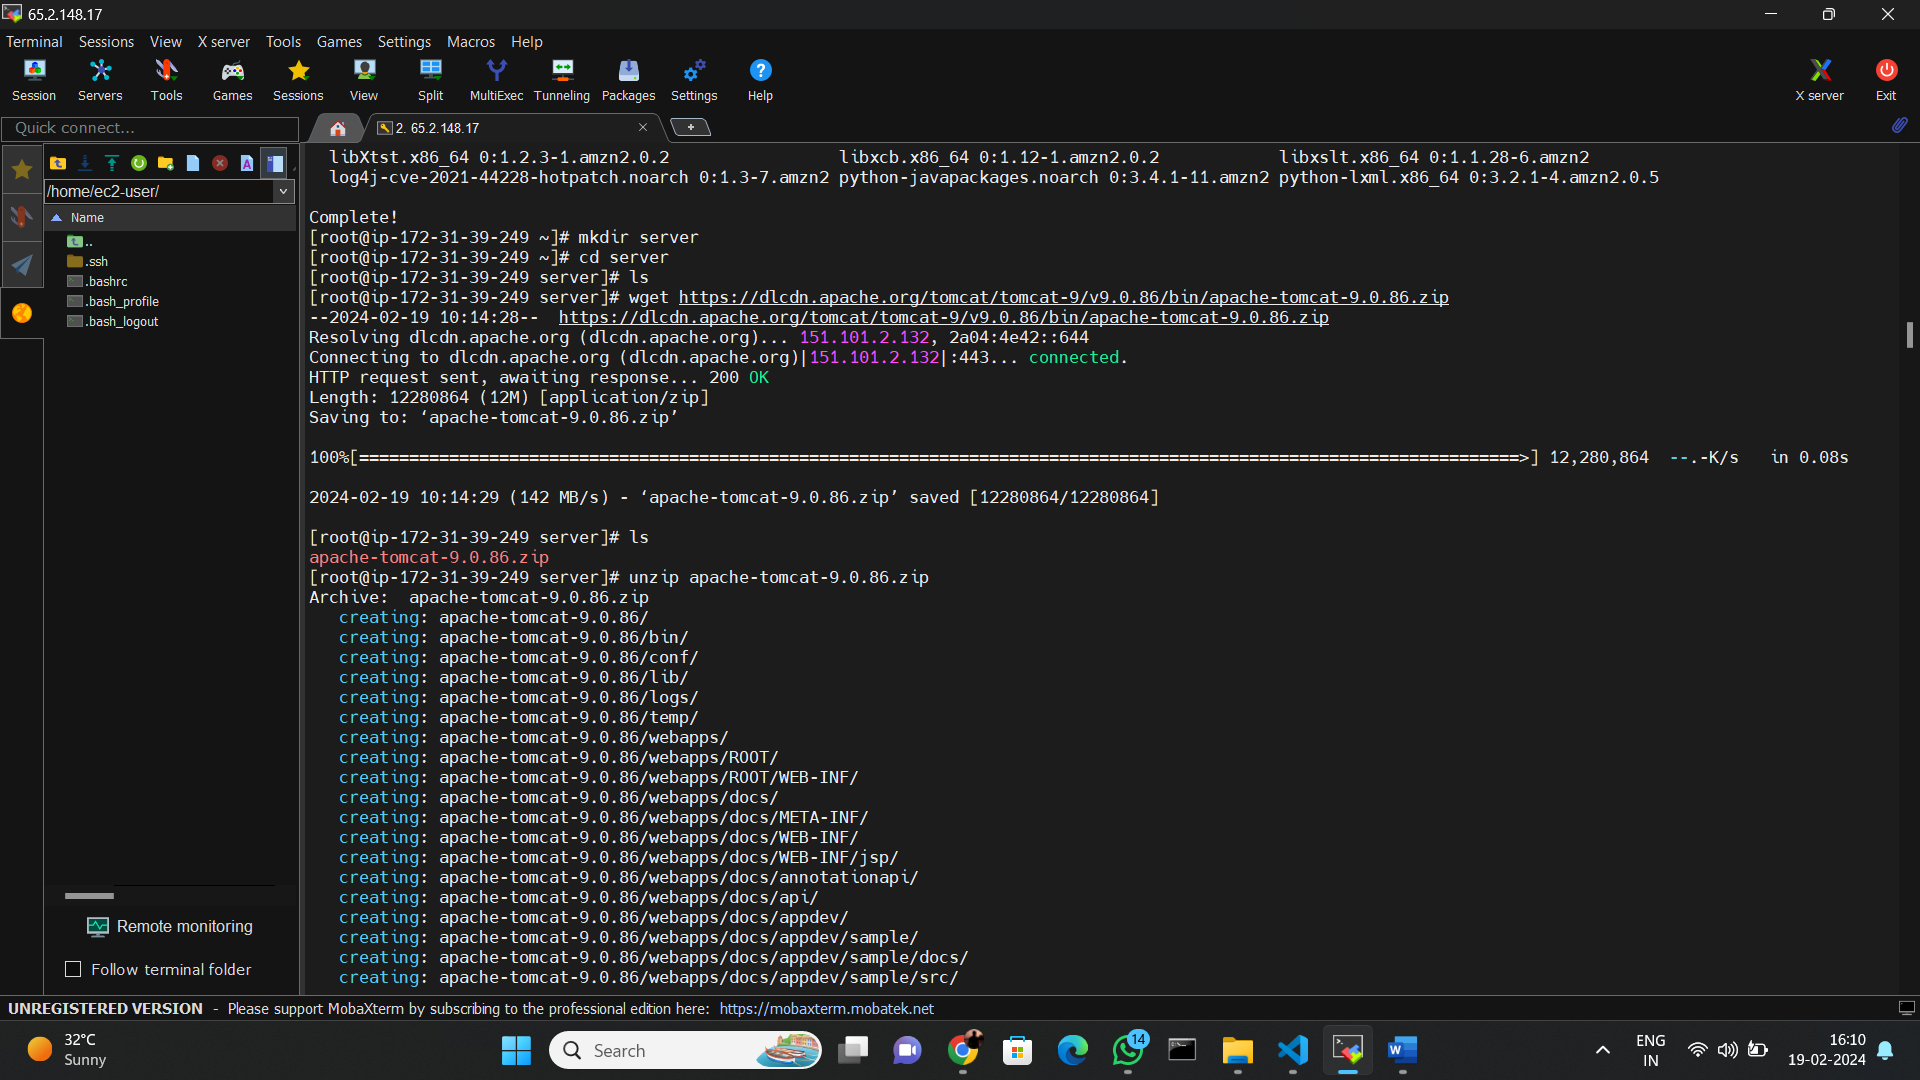 65.2.148.17
Terminal Sessions View X server Tools Games Settings Macros Help
Session Servers Tools Games Sessions View Split MultiExec Tunneling Packages Settings Help X server Exit
Quick connect...
2. 65.2.148.17
/home/ec2-user/
Name
..
.ssh
.bashrc
.bash_profile
.bash_logout
Remote monitoring
Follow terminal folder
libXtst.x86_64 0:1.2.3-1.amzn2.0.2 libxcb.x86_64 0:1.12-1.amzn2.0.2 libxslt.x86_64 0:1.1.28-6.amzn2
log4j-cve-2021-44228-hotpatch.noarch 0:1.3-7.amzn2 python-javapackages.noarch 0:3.4.1-11.amzn2 python-lxml.x86_64 0:3.2.1-4.amzn2.0.5
Complete!
[root@ip-172-31-39-249 ~]# mkdir server
[root@ip-172-31-39-249 ~]# cd server
[root@ip-172-31-39-249 server]# ls
[root@ip-172-31-39-249 server]# wget https://dlcdn.apache.org/tomcat/tomcat-9/v9.0.86/bin/apache-tomcat-9.0.86.zip
--2024-02-19 10:14:28-- https://dlcdn.apache.org/tomcat/tomcat-9/v9.0.86/bin/apache-tomcat-9.0.86.zip
Resolving dlcdn.apache.org (dlcdn.apache.org)... 151.101.2.132, 2a04:4e42::644
Connecting to dlcdn.apache.org (dlcdn.apache.org)|151.101.2.132|:443... connected.
HTTP request sent, awaiting response... 200 OK
Length: 12280864 (12M) [application/zip]
Saving to: ‘apache-tomcat-9.0.86.zip’
100%[====================================================================================================================>] 12,280,864 --.-K/s in 0.08s
2024-02-19 10:14:29 (142 MB/s) - ‘apache-tomcat-9.0.86.zip’ saved [12280864/12280864]
[root@ip-172-31-39-249 server]# ls
apache-tomcat-9.0.86.zip
[root@ip-172-31-39-249 server]# unzip apache-tomcat-9.0.86.zip
Archive: apache-tomcat-9.0.86.zip
creating: apache-tomcat-9.0.86/
creating: apache-tomcat-9.0.86/bin/
creating: apache-tomcat-9.0.86/conf/
creating: apache-tomcat-9.0.86/lib/
creating: apache-tomcat-9.0.86/logs/
creating: apache-tomcat-9.0.86/temp/
creating: apache-tomcat-9.0.86/webapps/
creating: apache-tomcat-9.0.86/webapps/ROOT/
creating: apache-tomcat-9.0.86/webapps/ROOT/WEB-INF/
creating: apache-tomcat-9.0.86/webapps/docs/
creating: apache-tomcat-9.0.86/webapps/docs/META-INF/
creating: apache-tomcat-9.0.86/webapps/docs/WEB-INF/
creating: apache-tomcat-9.0.86/webapps/docs/WEB-INF/jsp/
creating: apache-tomcat-9.0.86/webapps/docs/annotationapi/
creating: apache-tomcat-9.0.86/webapps/docs/api/
creating: apache-tomcat-9.0.86/webapps/docs/appdev/
creating: apache-tomcat-9.0.86/webapps/docs/appdev/sample/
creating: apache-tomcat-9.0.86/webapps/docs/appdev/sample/docs/
creating: apache-tomcat-9.0.86/webapps/docs/appdev/sample/src/
UNREGISTERED VERSION - Please support MobaXterm by subscribing to the professional edition here: https://mobaxterm.mobatek.net
32°C
Sunny
Search
14
ENG
IN
16:10
19-02-2024